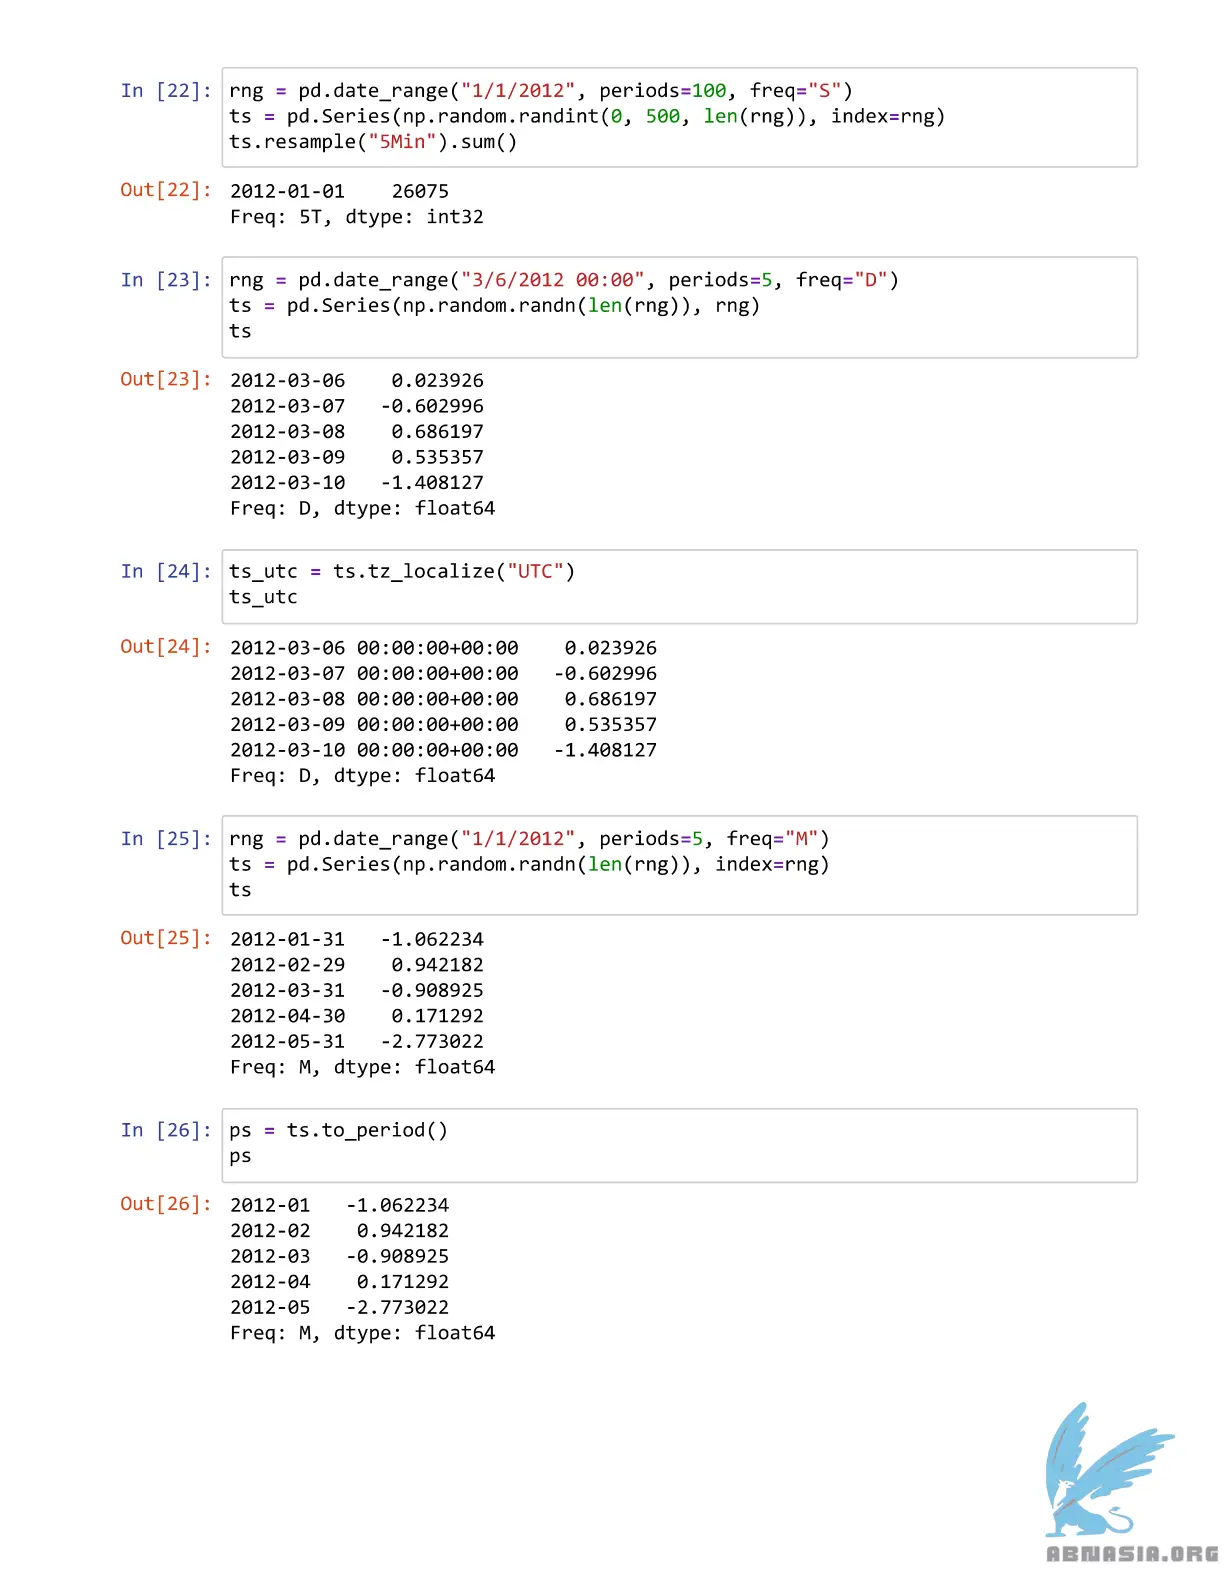 In [22]: rng = pd.date_range("1/1/2012", periods=100, freq="S")
ts = pd.Series(np.random.randint(0, 500, len(rng)), index=rng)
ts.resample("5Min").sum()
Out[22]: 2012-01-01    26075
Freq: 5T, dtype: int32
In [23]: rng = pd.date_range("3/6/2012 00:00", periods=5, freq="D")
ts = pd.Series(np.random.randn(len(rng)), rng)
ts
Out[23]: 2012-03-06    0.023926
2012-03-07   -0.602996
2012-03-08    0.686197
2012-03-09    0.535357
2012-03-10   -1.408127
Freq: D, dtype: float64
In [24]: ts_utc = ts.tz_localize("UTC")
ts_utc
Out[24]: 2012-03-06 00:00:00+00:00    0.023926
2012-03-07 00:00:00+00:00   -0.602996
2012-03-08 00:00:00+00:00    0.686197
2012-03-09 00:00:00+00:00    0.535357
2012-03-10 00:00:00+00:00   -1.408127
Freq: D, dtype: float64
In [25]: rng = pd.date_range("1/1/2012", periods=5, freq="M")
ts = pd.Series(np.random.randn(len(rng)), index=rng)
ts
Out[25]: 2012-01-31   -1.062234
2012-02-29    0.942182
2012-03-31   -0.908925
2012-04-30    0.171292
2012-05-31   -2.773022
Freq: M, dtype: float64
In [26]: ps = ts.to_period()
ps
Out[26]: 2012-01   -1.062234
2012-02    0.942182
2012-03   -0.908925
2012-04    0.171292
2012-05   -2.773022
Freq: M, dtype: float64
ABNASIA.ORG